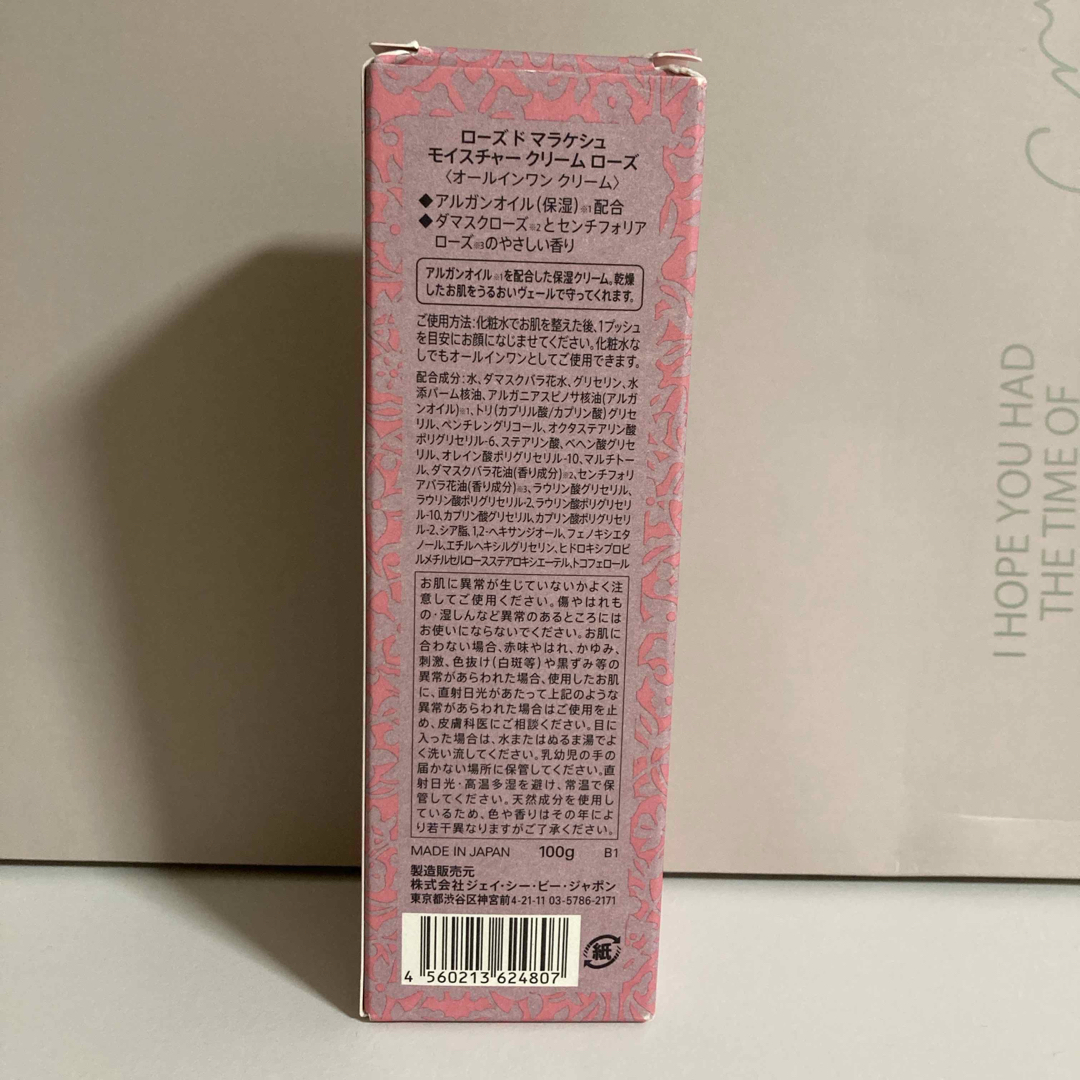 ローズ ド マラケシュ
モイスチャー クリーム ローズ
〈オールインワン クリーム〉
◆アルガンオイル(保湿)※1配合
◆ダマスクローズ※2とセンチフォリア
ローズ※3のやさしい香り
アルガンオイル※1を配合した保湿クリーム。乾燥
したお肌をうるおいヴェールで守ってくれます。
ご使用方法:化粧水でお肌を整えた後、1プッシュ
を目安にお顔になじませてください。化粧水な
しでもオールインワンとしてご使用できます。
配合成分:水、ダマスクバラ花水、グリセリン、水
添パーム核油、アルガニアスピノサ核油(アルガ
ンオイル)※1、トリ(カプリル酸/カプリン酸)グリセ
リル、ペンチレングリコール、オクタステアリン酸
ポリグリセリル-6、ステアリン酸、ベヘン酸グリセ
リル、オレイン酸ポリグリセリル-10、マルチトー
ル、ダマスクバラ花油(香り成分)※2、センチフォリ
アバラ花油(香り成分)※3、ラウリン酸グリセリル、
ラウリン酸ポリグリセリル-2、ラウリン酸ポリグリセリ
ル-10、カプリン酸グリセリル、カプリン酸ポリグリセリ
ル-2、シア脂、1,2-ヘキサンジオール、フェノキシエタ
ノール、エチルヘキシルグリセリン、ヒドロキシプロピ
ルメチルセルロースステアロキシエーテル、トコフェロール
お肌に異常が生じていないかよく注
意してご使用ください。傷やはれも
の・湿しんなど異常のあるところには
お使いにならないでください。お肌に
合わない場合、赤味やはれ、かゆみ、
刺激、色抜け(白斑等)や黒ずみ等の
異常があらわれた場合、使用したお肌
に、直射日光があたって上記のような
異常があらわれた場合はご使用を止
め、皮膚科医にご相談ください。目に
入った場合は、水またはぬるま湯でよ
く洗い流してください。乳幼児の手の
届かない場所に保管してください。直
射日光・高温多湿を避け、常温で保
管してください。天然成分を使用し
ているため、色や香りはその年によ
り若干異なりますがご了承ください。
MADE IN JAPAN 100g B1
製造販売元
株式会社ジェイ・シー・ビー・ジャポン
東京都渋谷区神宮前4-21-11 03-5786-2171
4 560213 624807
紙
I HOPE YOU HAD
THE TIME OF